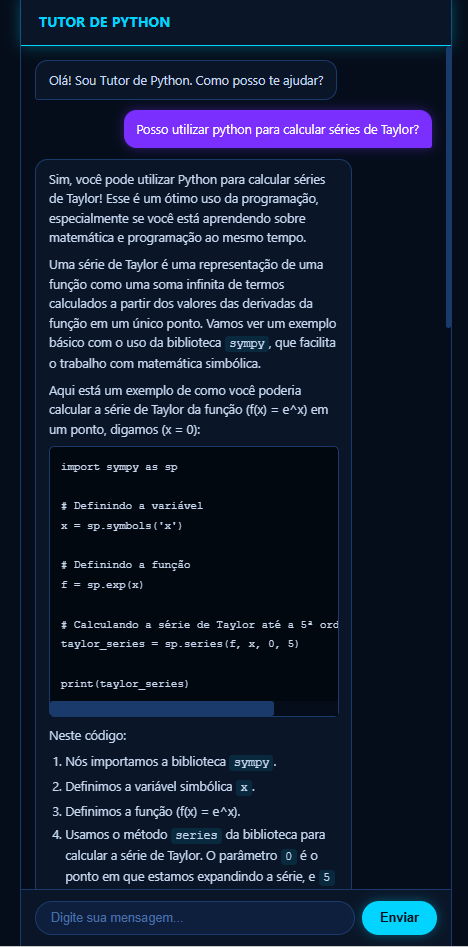 TUTOR DE PYTHON
Olá! Sou Tutor de Python. Como posso te ajudar?
Posso utilizar python para calcular séries de Taylor?
Sim, você pode utilizar Python para calcular séries
de Taylor! Esse é um ótimo uso da programação,
especialmente se você está aprendendo sobre
matemática e programação ao mesmo tempo.
Uma série de Taylor é uma representação de uma
função como uma soma infinita de termos
calculados a partir dos valores das derivadas da
função em um único ponto. Vamos ver um exemplo
básico com o uso da biblioteca sympy, que facilita
o trabalho com matemática simbólica.
Aqui está um exemplo de como você poderia
calcular a série de Taylor da função (f(x) = e^x) em
um ponto, digamos (x = 0):
import sympy as sp
# Definindo a variável
x = sp.symbols('x')
# Definindo a função
f = sp.exp(x)
# Calculando a série de Taylor até a 5ª ord
taylor_series = sp.series(f, x, 0, 5)
print(taylor_series)
Neste código:
1. Nós importamos a biblioteca sympy.
2. Definimos a variável simbólica x.
3. Definimos a função (f(x) = e^x).
4. Usamos o método series da biblioteca para
calcular a série de Taylor. O parâmetro 0 é o
ponto em que estamos expandindo a série, e 5
Digite sua mensagem...
Enviar